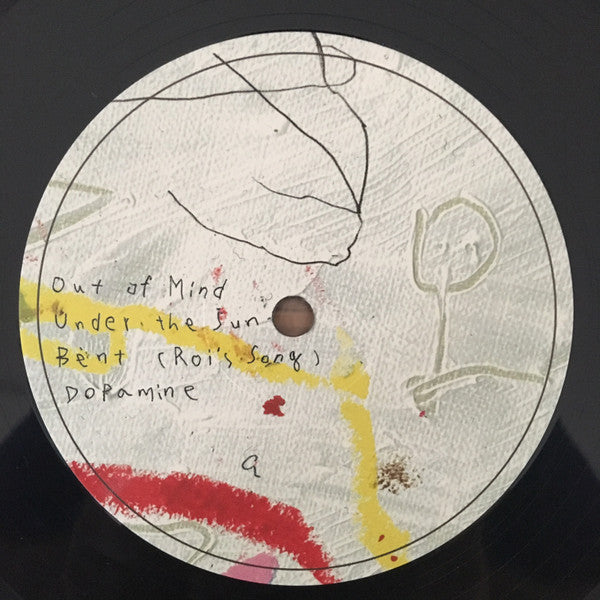 Out of Mind
Under the Sun
Bent (Roi's Song)
Dopamine
a